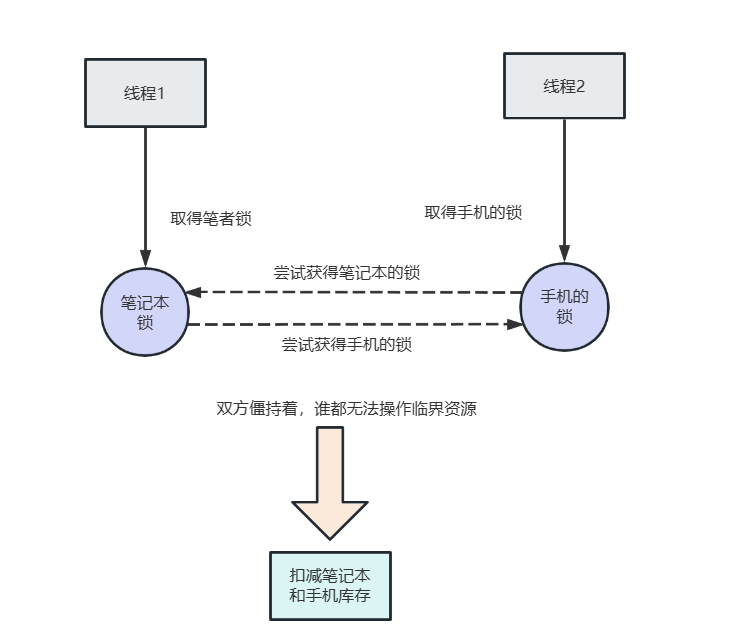 线程1
线程2
取得笔者锁
取得手机的锁
尝试获得笔记本的锁
笔记本
锁
手机的
锁
尝试获得手机的锁
双方僵持着，谁都无法操作临界资源
扣减笔记本
和手机库存